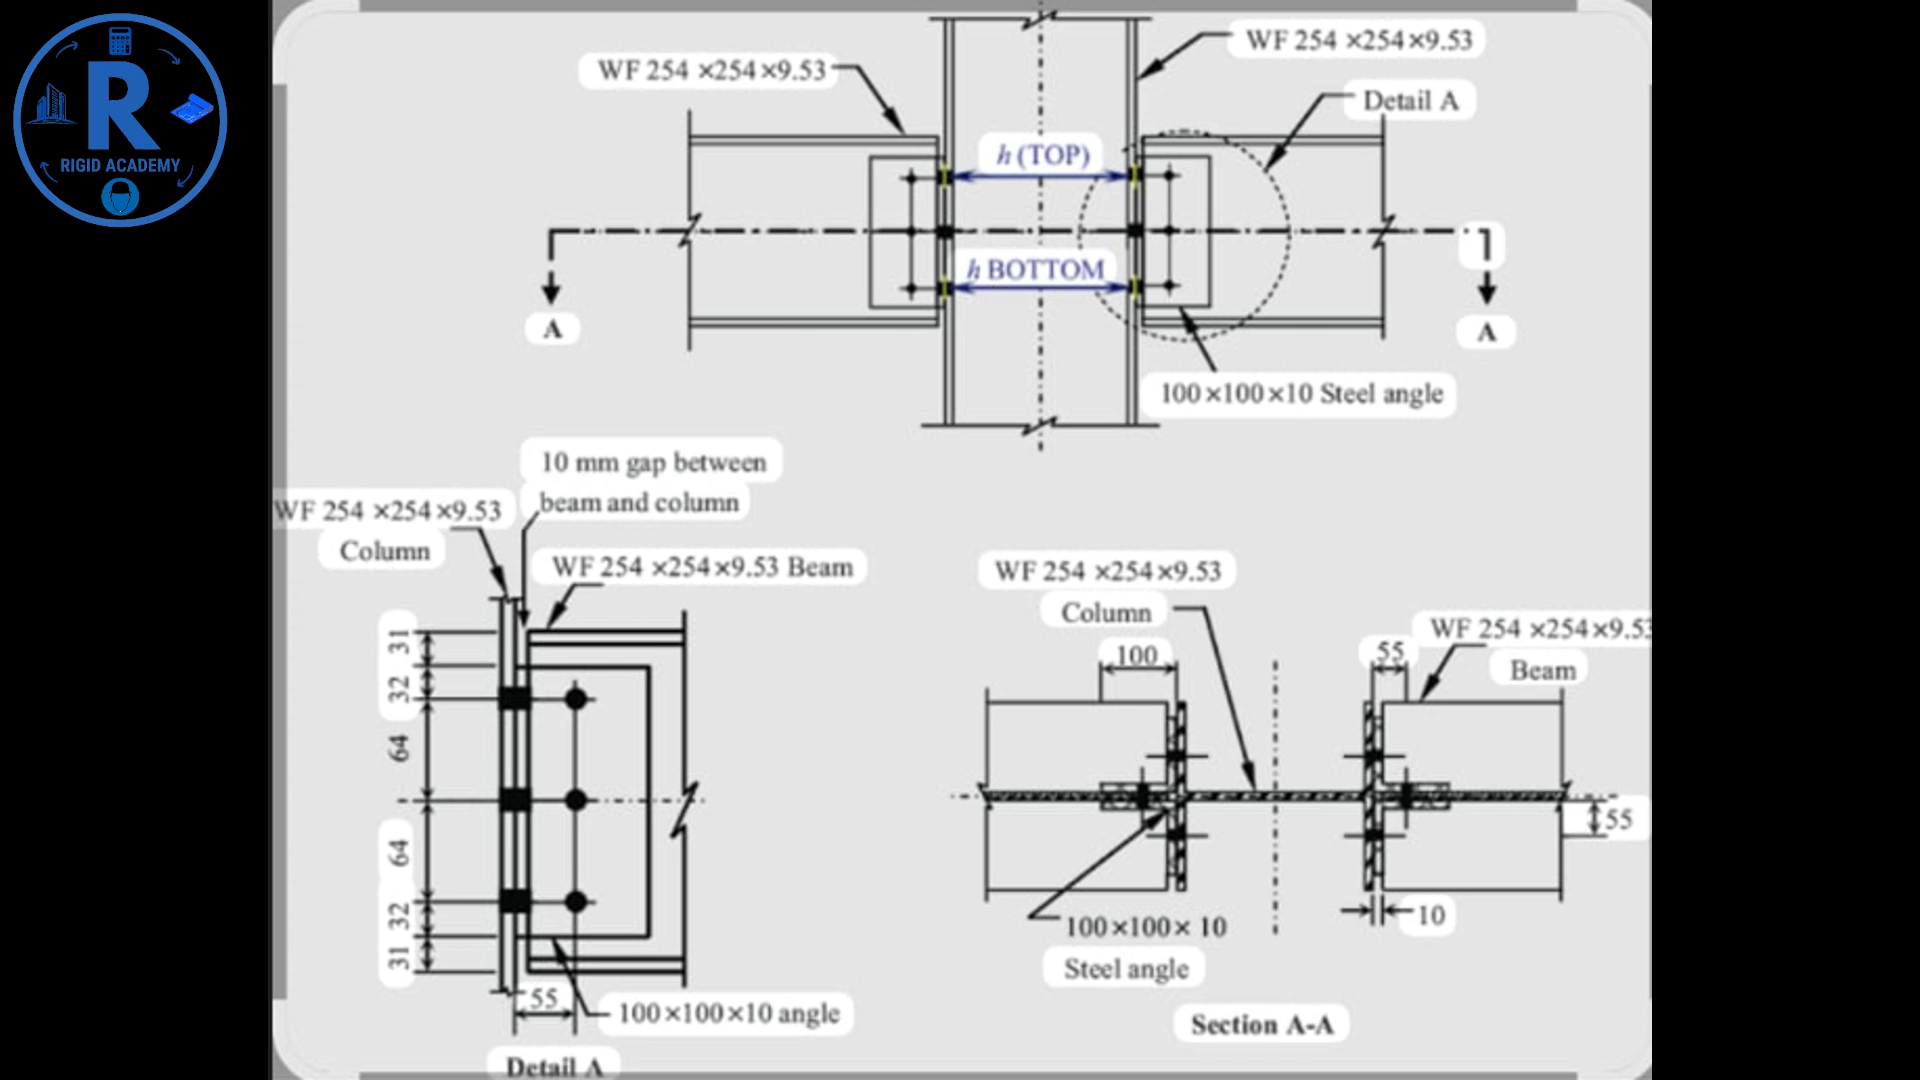 R
RIGID ACADEMY
WF 254 ×254×9.53
WF 254 ×254×9.53
Detail A
h (TOP)
h BOTTOM
A
A
100×100×10 Steel angle
10 mm gap between
beam and column
WF 254 ×254×9.53
Column
WF 254 ×254×9.53 Beam
31
32
64
64
32
31
55
100×100×10 angle
Detail A
WF 254 ×254×9.53
Column
100
55
WF 254 ×254×9.53
Beam
55
10
100×100× 10
Steel angle
Section A-A